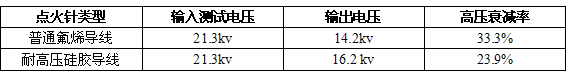 点火针类型 输入测试电压 输出电压 高压衰减率
普通氟烯导线 21.3kv 14.2kv 33.3%
耐高压硅胶导线 21.3kv 16.2 kv 23.9%